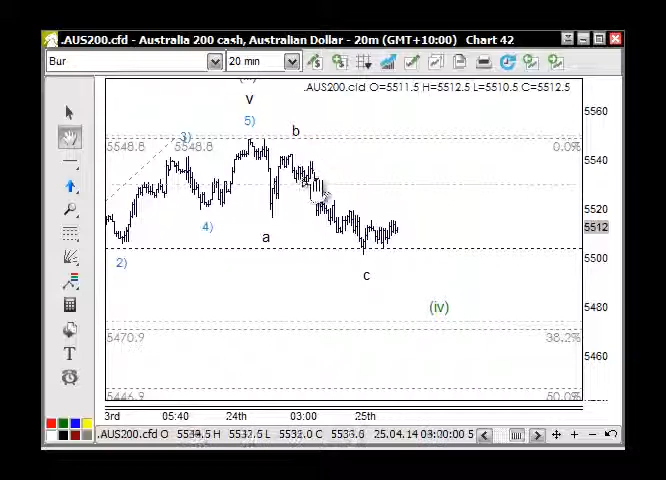 .AUS200.cfd - Australia 200 cash, Australian Dollar - 20m (GMT+10:00) Chart 42
Bur 20 min
.AUS200.cfd O=5511.5 H=5512.5 L=5510.5 C=5512.5
v
5)
b
3)
5548.8 5548.8 0.0%
4)
a
2)
c
(iv)
5470.9 38.2%
5446.9 50.0%
5560
5540
5520
5512
5500
5480
5460
3rd 05:40 24th 03:00 25th
.AUS200.cfd O H L C 25.04.14 03:00:00 S
T